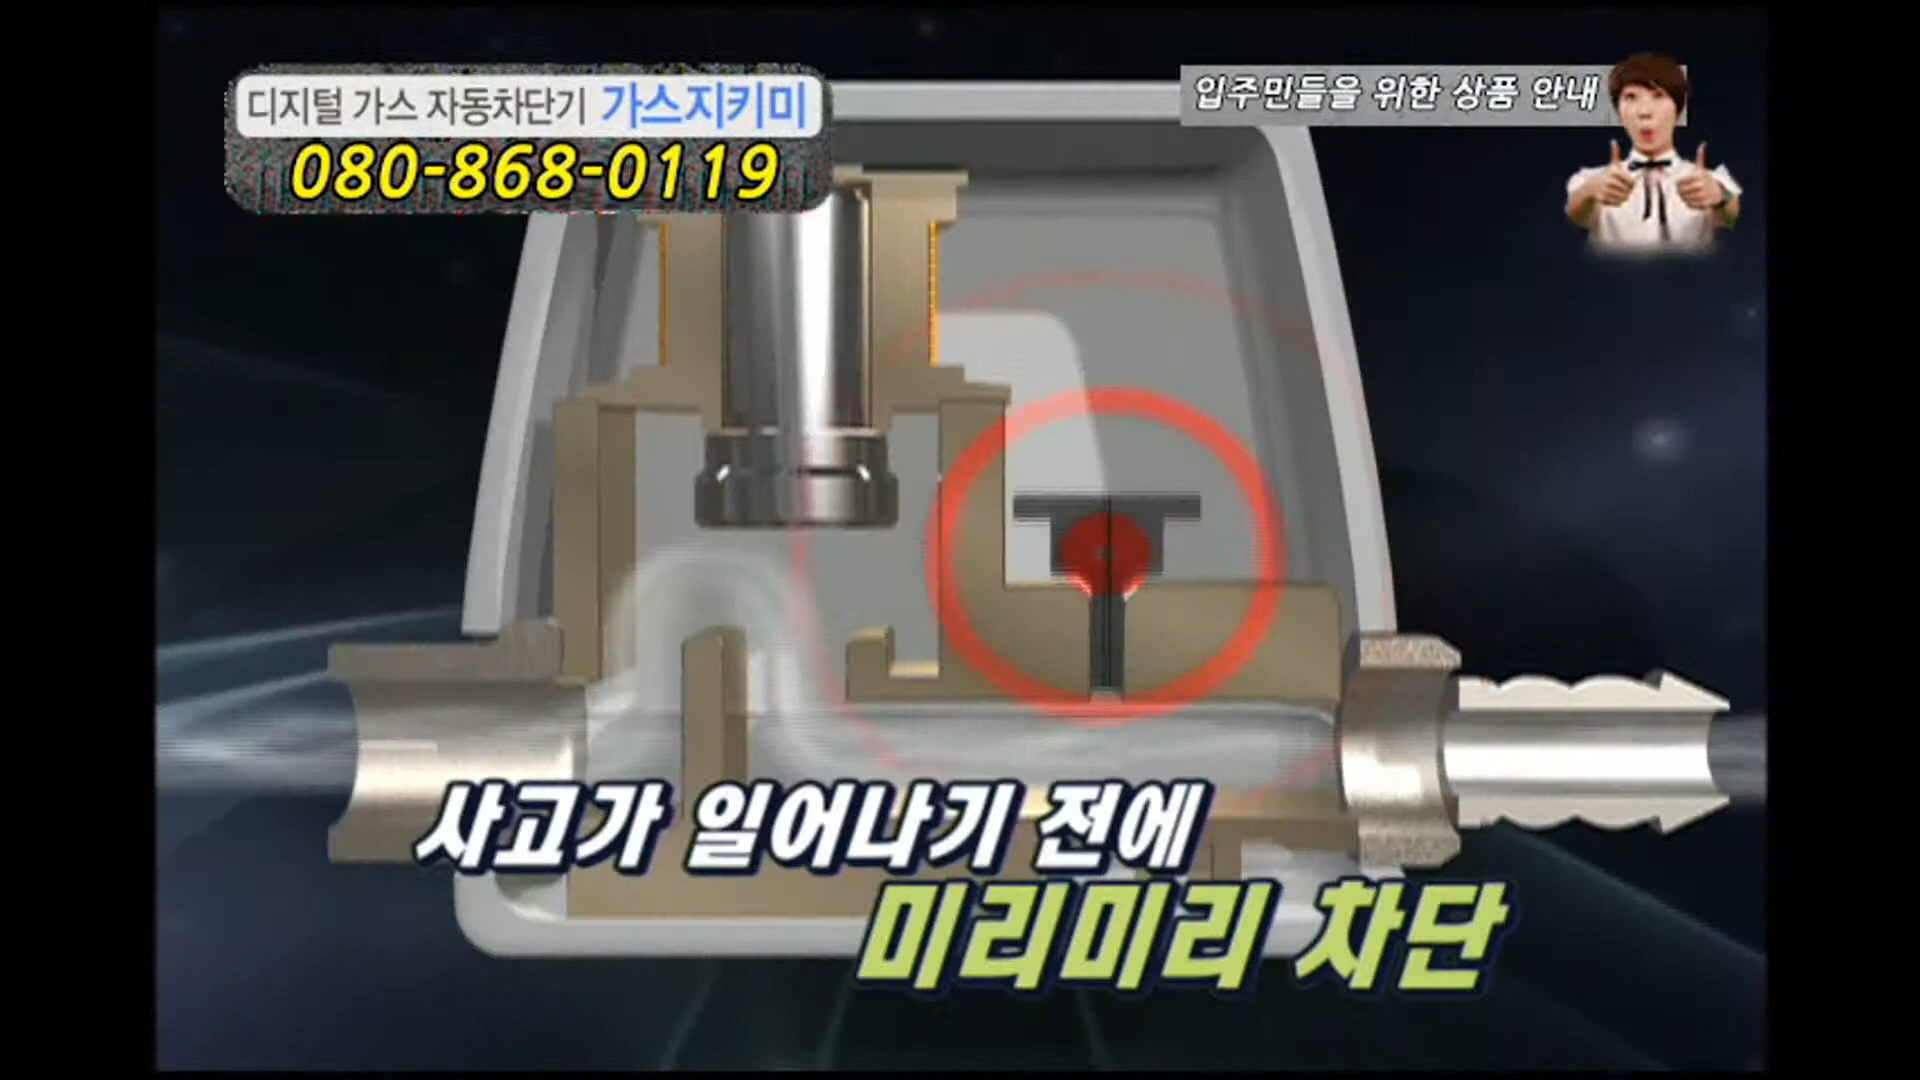 디지털 가스 자동차단기 가스지키미
080-868-0119
입주민들을 위한 상품 안내
사고가 일어나기 전에
미리미리 차단